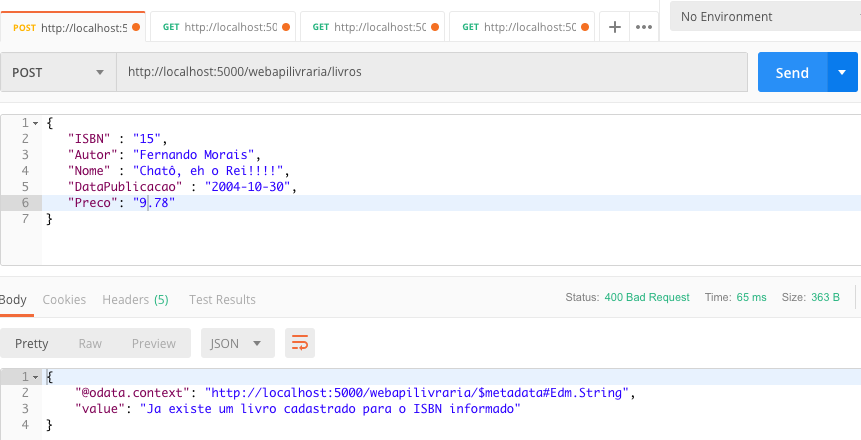 POST http://localhost:5
GET http://localhost:5(
GET http://localhost:5(
GET http://localhost:5(
+
•••
No Environment
POST
http://localhost:5000/webapilivraria/livros
Send
1 {
2 "ISBN" : "15",
3 "Autor": "Fernando Morais",
4 "Nome" : "Chatô, eh o Rei!!!!",
5 "DataPublicacao" : "2004-10-30",
6 "Preco": "9.78"
7 }
Body Cookies Headers (5) Test Results
Status: 400 Bad Request Time: 65 ms Size: 363 B
Pretty Raw Preview JSON
1 {
2 "@odata.context": "http://localhost:5000/webapilivraria/$metadata#Edm.String",
3 "value": "Ja existe um livro cadastrado para o ISBN informado"
4 }